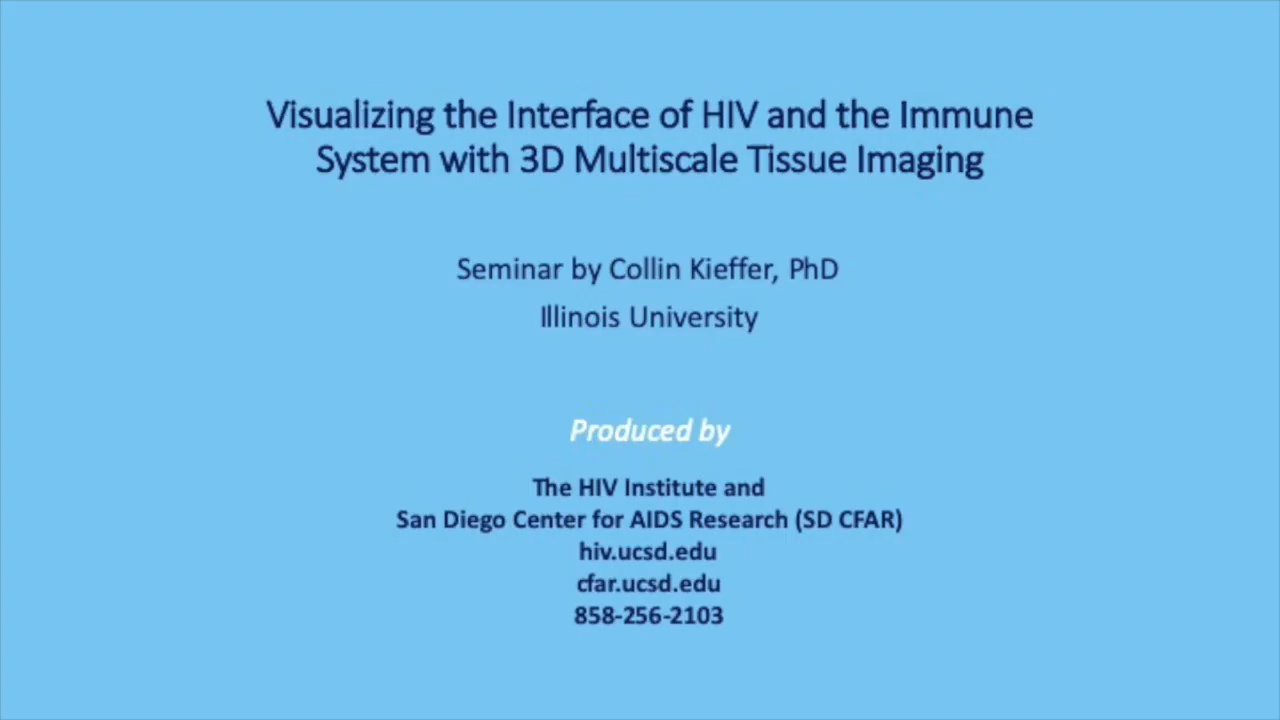 Visualizing the Interface of HIV and the Immune
System with 3D Multiscale Tissue Imaging
Seminar by Collin Kieffer, PhD
Illinois University
Produced by
The HIV Institute and
San Diego Center for AIDS Research (SD CFAR)
hiv.ucsd.edu
cfar.ucsd.edu
858-256-2103